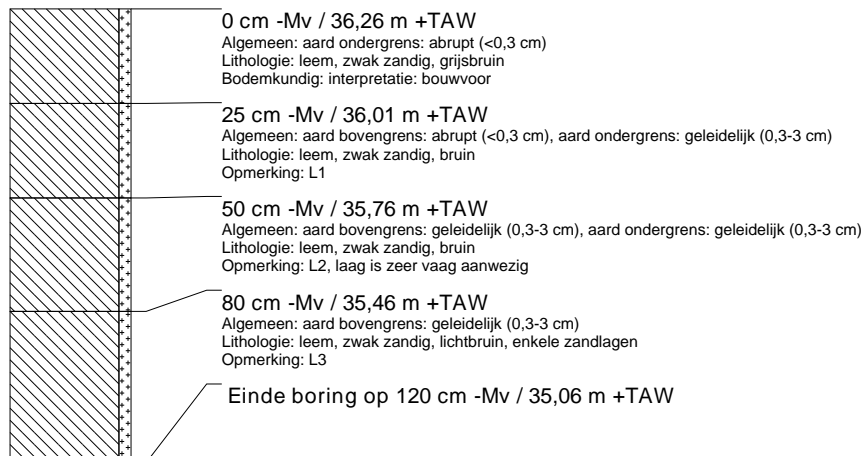 0 cm -Mv / 36,26 m +TAW
Algemeen: aard ondergrens: abrupt (<0,3 cm)
Lithologie: leem, zwak zandig, grijsbruin
Bodemkundig: interpretatie: bouwvoor
25 cm -Mv / 36,01 m +TAW
Algemeen: aard bovengrens: abrupt (<0,3 cm), aard ondergrens: geleidelijk (0,3-3 cm)
Lithologie: leem, zwak zandig, bruin
Opmerking: L1
50 cm -Mv / 35,76 m +TAW
Algemeen: aard bovengrens: geleidelijk (0,3-3 cm), aard ondergrens: geleidelijk (0,3-3 cm)
Lithologie: leem, zwak zandig, bruin
Opmerking: L2, laag is zeer vaag aanwezig
80 cm -Mv / 35,46 m +TAW
Algemeen: aard bovengrens: geleidelijk (0,3-3 cm)
Lithologie: leem, zwak zandig, lichtbruin, enkele zandlagen
Opmerking: L3
Einde boring op 120 cm -Mv / 35,06 m +TAW